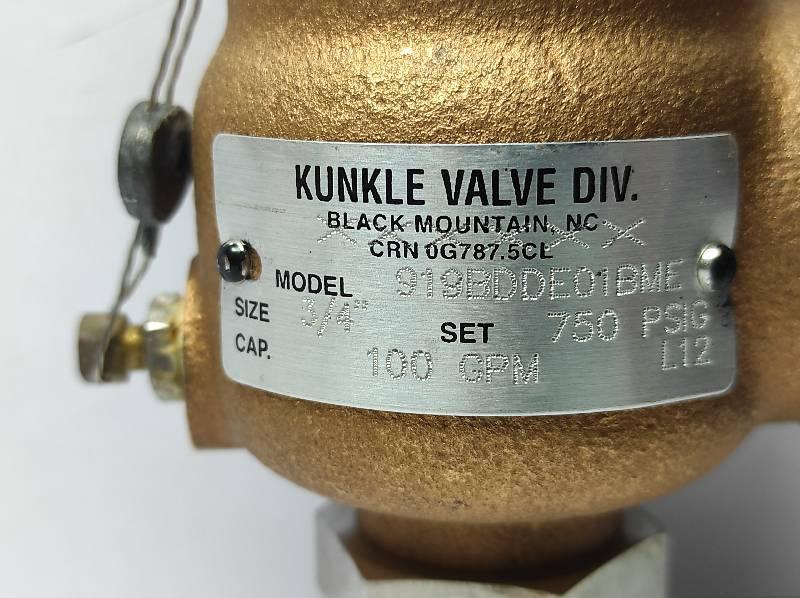 KUNKLE VALVE DIV.
BLACK MOUNTAIN, NC
CRN 0G787.5CL
MODEL 919BDDE01BME
SIZE 3/4" SET 750 PSIG
CAP. 100 GPM L12